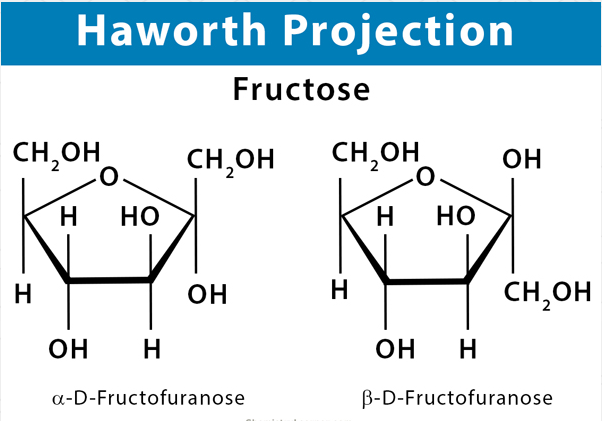 Haworth Projection
Fructose
CH₂OH
O
CH₂OH
H
HO
H
OH
OH
H
α-D-Fructofuranose
CH₂OH
O
OH
H
HO
H
CH₂OH
OH
H
β-D-Fructofuranose